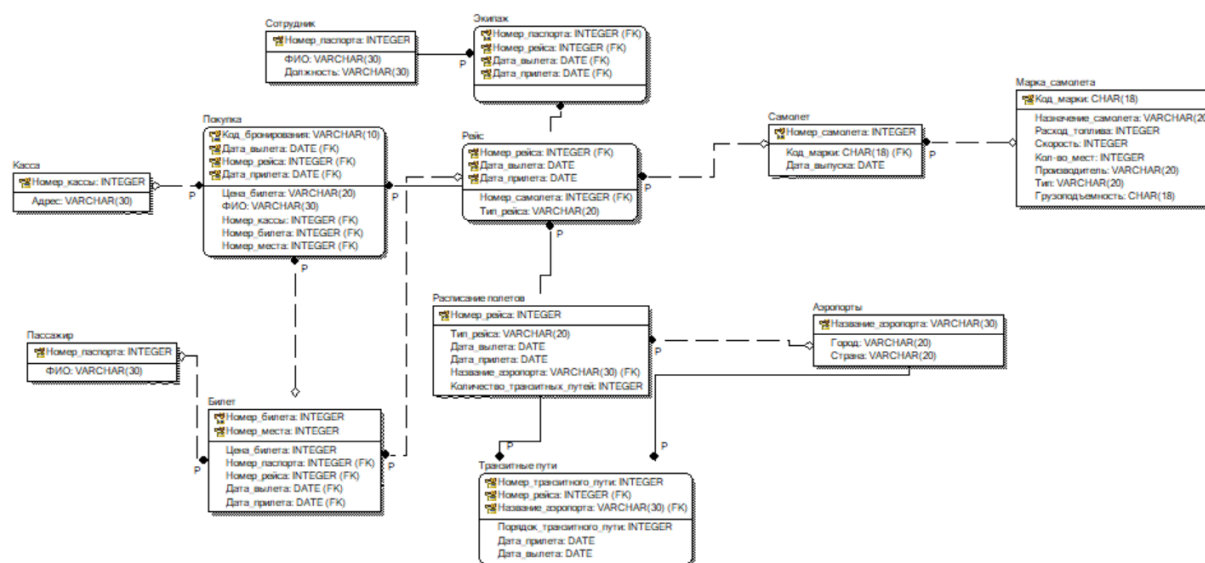 Сотрудник
Номер_паспорта: INTEGER
ФИО: VARCHAR(30)
Должность: VARCHAR(30)
P
Экипаж
Номер_паспорта: INTEGER (FK)
Номер_рейса: INTEGER (FK)
Дата_вылета: DATE (FK)
Дата_прилета: DATE (FK)
Марка_самолета
Код_марки: CHAR(18)
Назначение_самолета: VARCHAR(20
Расход_топлива: INTEGER
Скорость: INTEGER
Кол-во_мест: INTEGER
Производитель: VARCHAR(20)
Тип: VARCHAR(20)
Грузоподъемность: CHAR(18)
Покупка
Код_бронирования: VARCHAR(10)
Дата_вылета: DATE (FK)
Номер_рейса: INTEGER (FK)
Дата_прилета: DATE (FK)
Цена_билета: VARCHAR(20)
ФИО: VARCHAR(30)
Номер_кассы: INTEGER (FK)
Номер_билета: INTEGER (FK)
Номер_места: INTEGER (FK)
P
Рейс
Номер_рейса: INTEGER (FK)
Дата_вылета: DATE
Дата_прилета: DATE
Номер_самолета: INTEGER (FK)
Тип_рейса: VARCHAR(20)
P
Самолет
Номер_самолета: INTEGER
Код_марки: CHAR(18) (FK)
Дата_выпуска: DATE
P
P
Касса
Номер_кассы: INTEGER
Адрес: VARCHAR(30)
P
P
P
P
Расписание полетов
Номер_рейса: INTEGER
Тип_рейса: VARCHAR(20)
Дата_вылета: DATE
Дата_прилета: DATE
Название_аэропорта: VARCHAR(30) (FK)
Количество_транзитных_путей: INTEGER
P
Аэропорты
Название_аэропорта: VARCHAR(30)
Город: VARCHAR(20)
Страна: VARCHAR(20)
Пассажир
Номер_паспорта: INTEGER
ФИО: VARCHAR(30)
Билет
Номер_билета: INTEGER
Номер_места: INTEGER
Цена_билета: INTEGER
Номер_паспорта: INTEGER (FK)
Номер_рейса: INTEGER (FK)
Дата_вылета: DATE (FK)
Дата_прилета: DATE (FK)
P
P
P
P
Транзитные пути
Номер_транзитного_пути: INTEGER
Номер_рейса: INTEGER (FK)
Название_аэропорта: VARCHAR(30) (FK)
Порядок_транзитного_пути: INTEGER
Дата_прилета: DATE
Дата_вылета: DATE